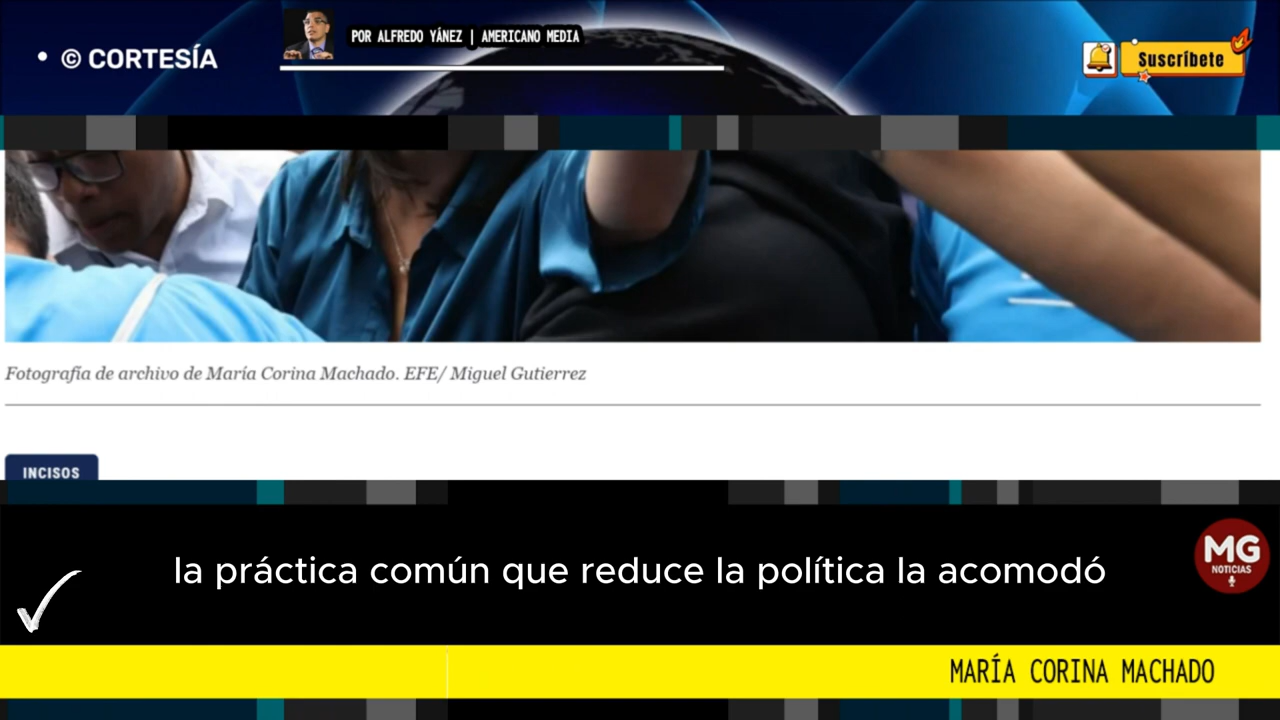 • © CORTESÍA
POR ALFREDO YÁNEZ | AMERICANO MEDIA
Suscríbete
Fotografía de archivo de María Corina Machado. EFE/ Miguel Gutierrez
INCISOS
la práctica común que reduce la política la acomodó
MG
NOTICIAS
MARÍA CORINA MACHADO